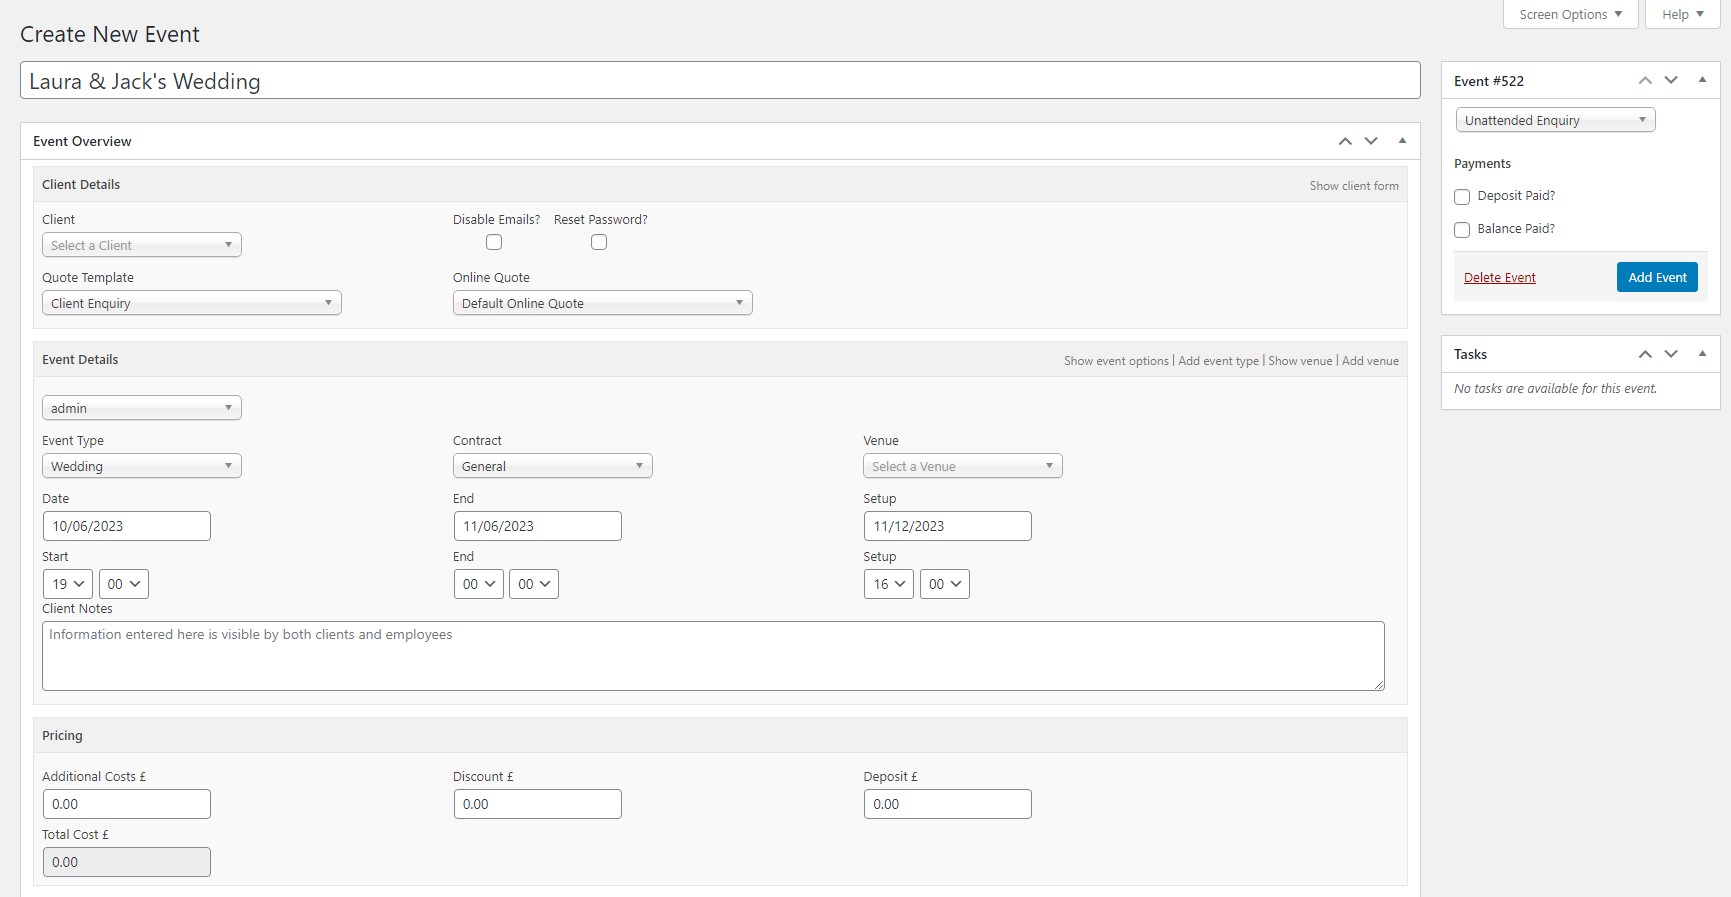 Screen Options
Help
Create New Event
Laura & Jack's Wedding
Event Overview
Client Details
Show client form
Client
Disable Emails?
Reset Password?
Select a Client
Quote Template
Online Quote
Client Enquiry
Default Online Quote
Event Details
Show event options | Add event type | Show venue | Add venue
admin
Event Type
Contract
Venue
Wedding
General
Select a Venue
Date
End
Setup
10/06/2023
11/06/2023
11/12/2023
Start
End
Setup
19 00
00 00
16 00
Client Notes
Information entered here is visible by both clients and employees
Pricing
Additional Costs £
Discount £
Deposit £
0.00
0.00
0.00
Total Cost £
0.00
Event #522
Unattended Enquiry
Payments
Deposit Paid?
Balance Paid?
Delete Event
Add Event
Tasks
No tasks are available for this event.